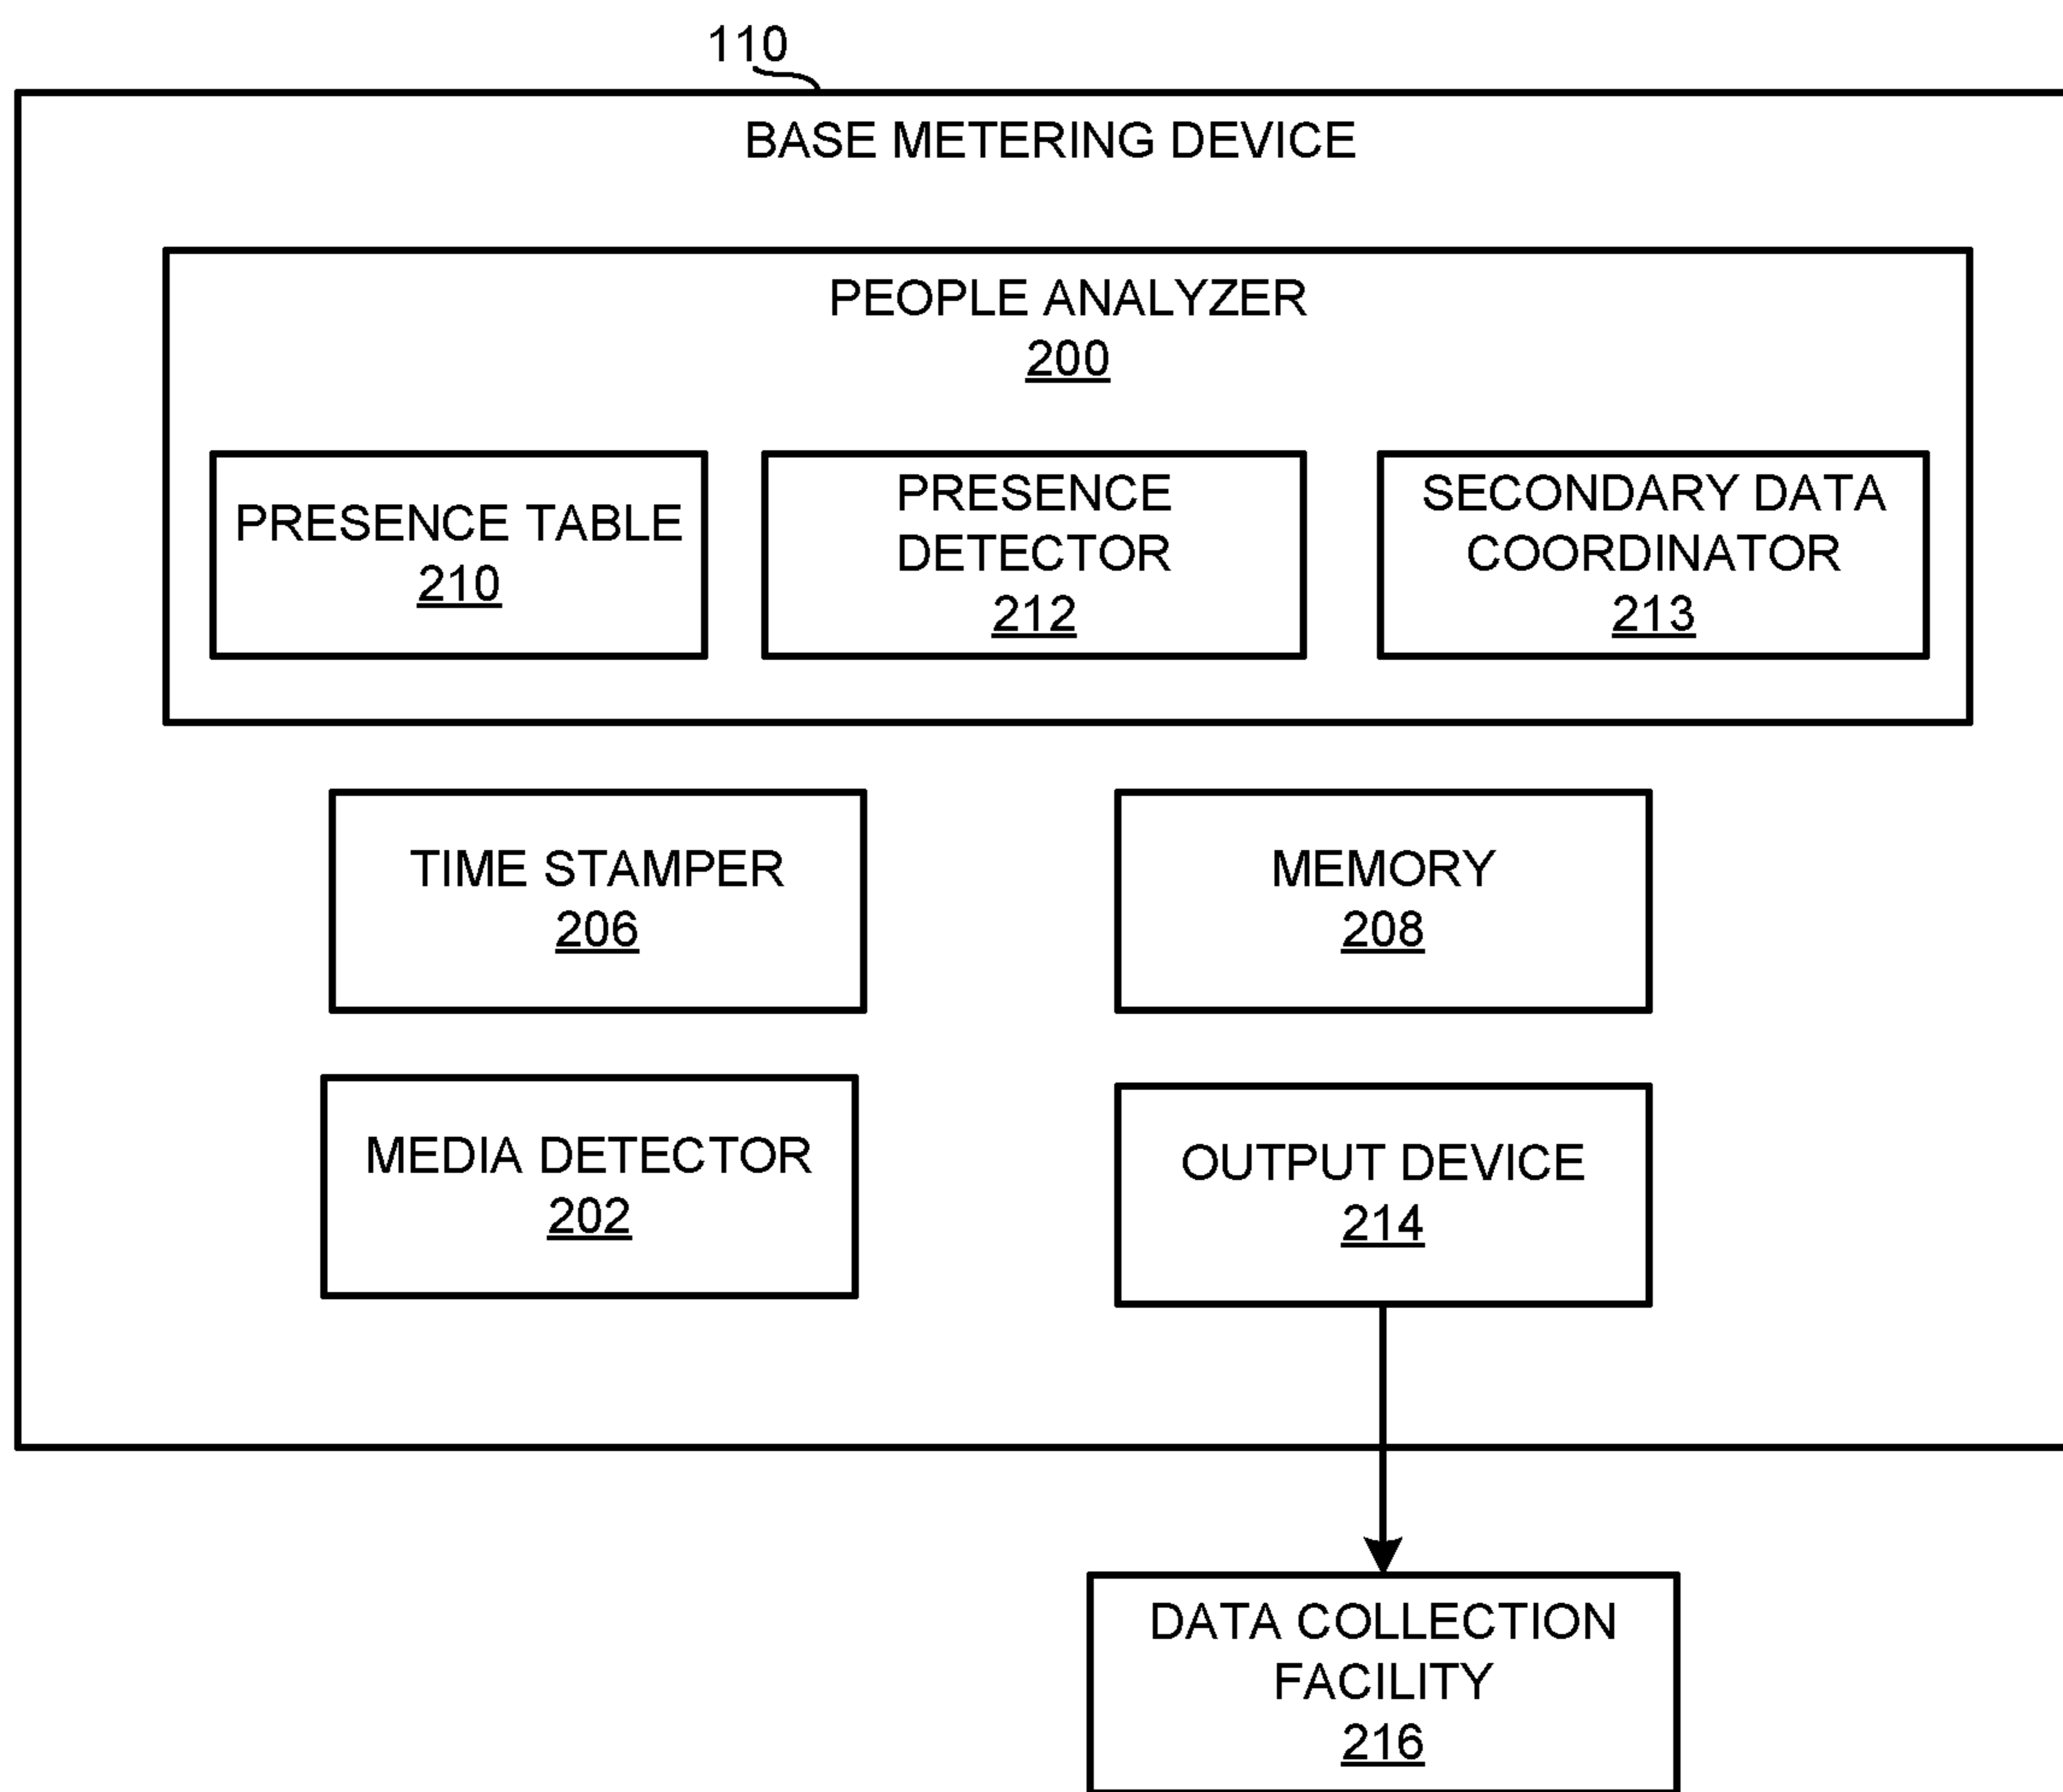 110
BASE METERING DEVICE
PEOPLE ANALYZER
200
PRESENCE TABLE
210
PRESENCE
DETECTOR
212
SECONDARY DATA
COORDINATOR
213
TIME STAMPER
206
MEMORY
208
MEDIA DETECTOR
202
OUTPUT DEVICE
214
DATA COLLECTION
FACILITY
216